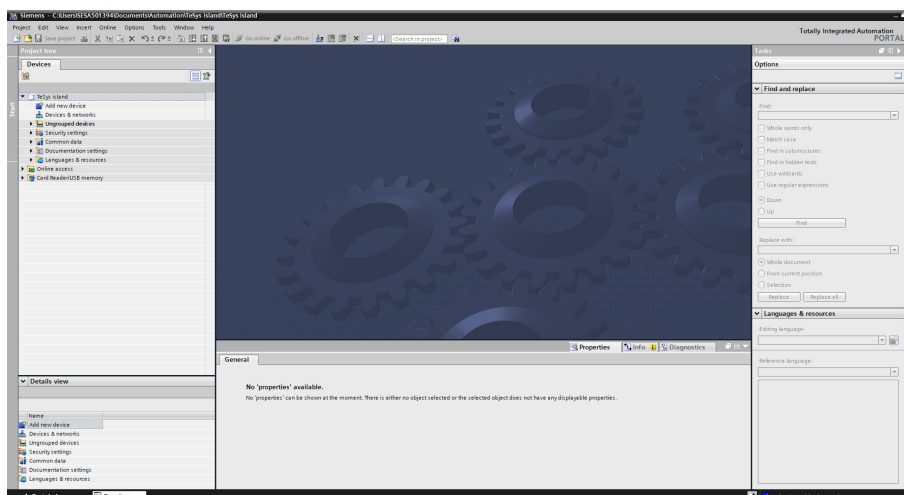 Siemens - C:\Users\SESA501394\Documents\Automation\TeSys island\TeSys island
Project Edit View Insert Online Options Tools Window Help
Totally Integrated Automation
PORTAL
Save project
Go online
Go offline
<Search in project>
Project tree
Devices
Start
TeSys island
Add new device
Devices & networks
Ungrouped devices
Security settings
Common data
Documentation settings
Languages & resources
Online access
Card Reader/USB memory
Details view
Name
Add new device
Devices & networks
Ungrouped devices
Security settings
Common data
Documentation settings
Languages & resources
Properties
Info
Diagnostics
General
No 'properties' available.
No 'properties' can be shown at the moment. There is either no object selected or the selected object does not have any displayable properties.
Tasks
Options
Find and replace
Find:
Whole words only
Match case
Find in substructures
Find in hidden texts
Use wildcards
Use regular expressions
Down
Up
Find
Replace with:
Whole document
From current position
Selection
Replace
Replace all
Languages & resources
Editing language:
Reference language: